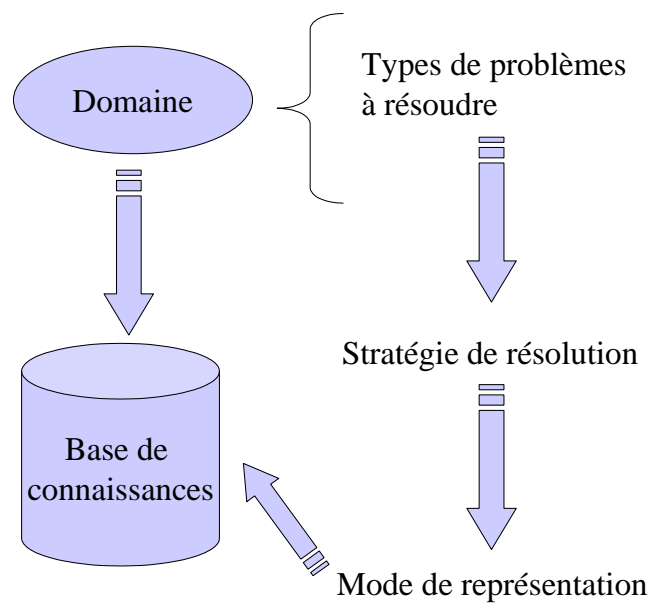 Domaine
Types de problèmes
à résoudre
Stratégie de résolution
Base de
connaissances
Mode de représentation